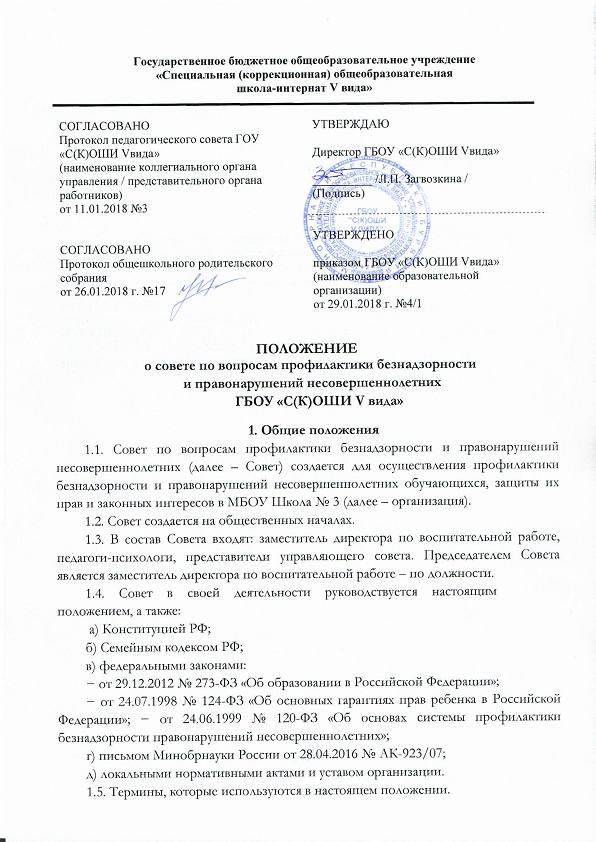 Государственное бюджетное общеобразовательное учреждение
«Специальная (коррекционная) общеобразовательная
школа-интернат V вида»
СОГЛАСОВАНО
Протокол педагогического совета ГОУ
«С(К)ОШИ Vвида»
(наименование коллегиального органа
управления / представительного органа
работников)
от 11.01.2018 №3
СОГЛАСОВАНО
Протокол общешкольного родительского
собрания
от 26.01.2018 г. №17
УТВЕРЖДАЮ
Директор ГБОУ «С(К)ОШИ Vвида»
/Л.П. Загвозкина /
(Подпись)
ГБОУ
"С(К)ОШИ
V ВИДА"
УТВЕРЖДЕНО
приказом ГБОУ «С(К)ОШИ Vвида»
(наименование образовательной
организации)
от 29.01.2018 г. №4/1
ПОЛОЖЕНИЕ
о совете по вопросам профилактики безнадзорности
и правонарушений несовершеннолетних
ГБОУ «С(К)ОШИ V вида»
1. Общие положения
1.1. Совет по вопросам профилактики безнадзорности и правонарушений
несовершеннолетних (далее – Совет) создается для осуществления профилактики
безнадзорности и правонарушений несовершеннолетних обучающихся, защиты их
прав и законных интересов в МБОУ Школа № 3 (далее – организация).
1.2. Совет создается на общественных началах.
1.3. В состав Совета входят: заместитель директора по воспитательной работе,
педагоги-психологи, представители управляющего совета. Председателем Совета
является заместитель директора по воспитательной работе – по должности.
1.4. Совет в своей деятельности руководствуется настоящим
положением, а также:
а) Конституцией РФ;
б) Семейным кодексом РФ;
в) федеральными законами:
− от 29.12.2012 № 273-ФЗ «Об образовании в Российской Федерации»;
− от 24.07.1998 № 124-ФЗ «Об основных гарантиях прав ребенка в Российской
Федерации»; − от 24.06.1999 № 120-ФЗ «Об основах системы профилактики
безнадзорности правонарушений несовершеннолетних»;
г) письмом Минобрнауки России от 28.04.2016 № АК-923/07;
д) локальными нормативными актами и уставом организации.
1.5. Термины, которые используются в настоящем положении.